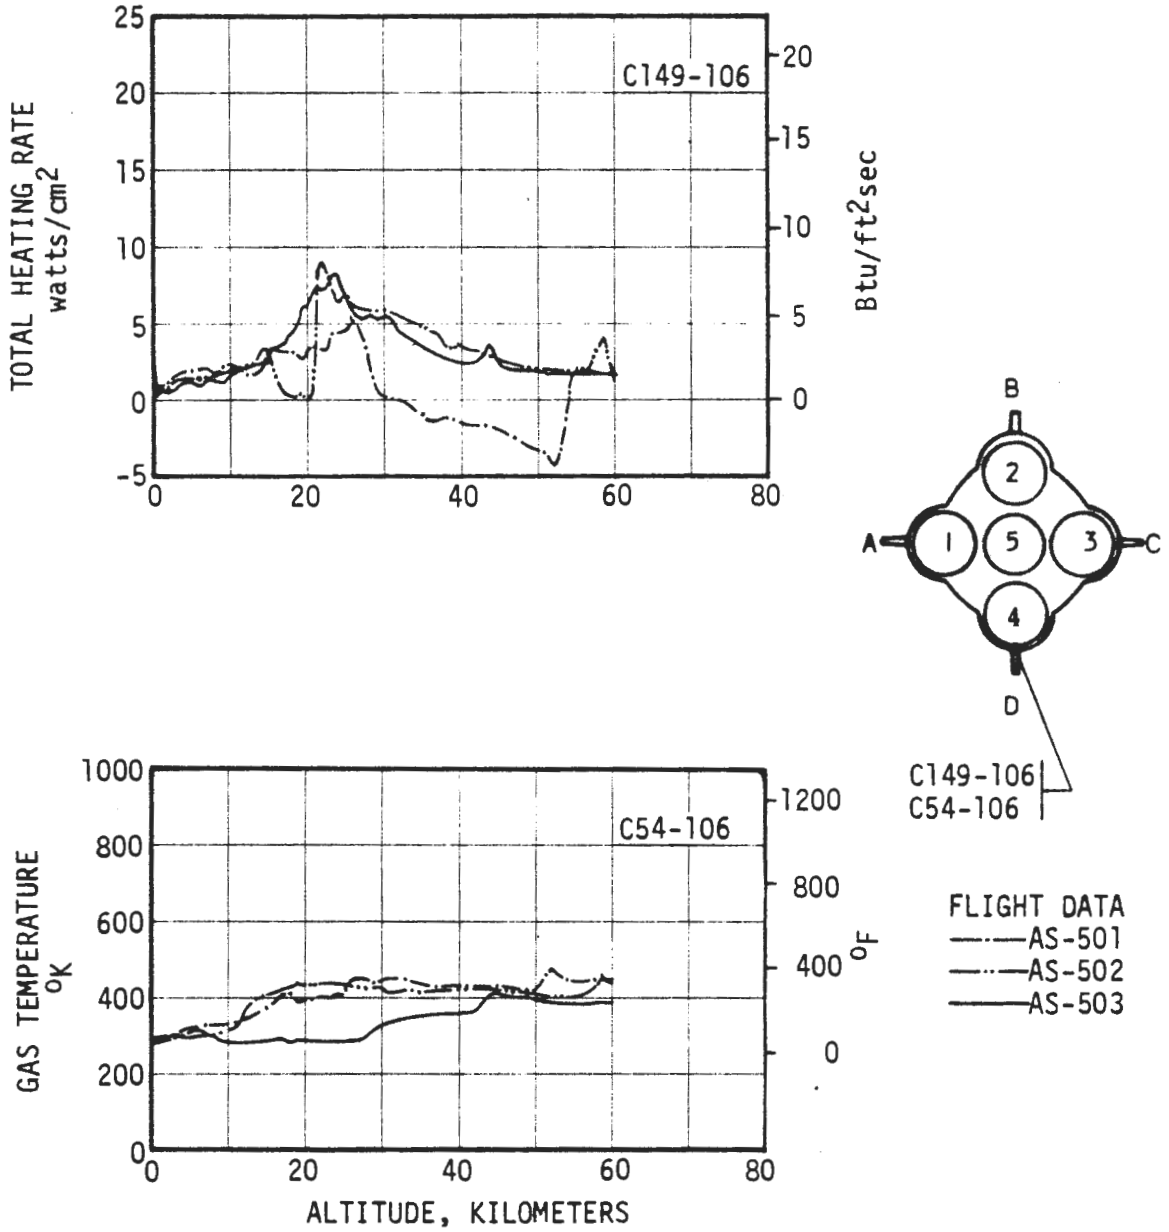 25
20
15
10
5
0
-5
TOTAL HEATING RATE
watts/cm2
C149-106
20
15
10
5
0
Btu/ft2sec
0 20 40 60 80
B
2
A 1 5 3 C
4
D
C149-106
C54-106
1000
800
600
400
200
0
GAS TEMPERATURE
oK
C54-106
1200
800
400
0
oF
0 20 40 60 80
ALTITUDE, KILOMETERS
FLIGHT DATA
AS-501
AS-502
AS-503